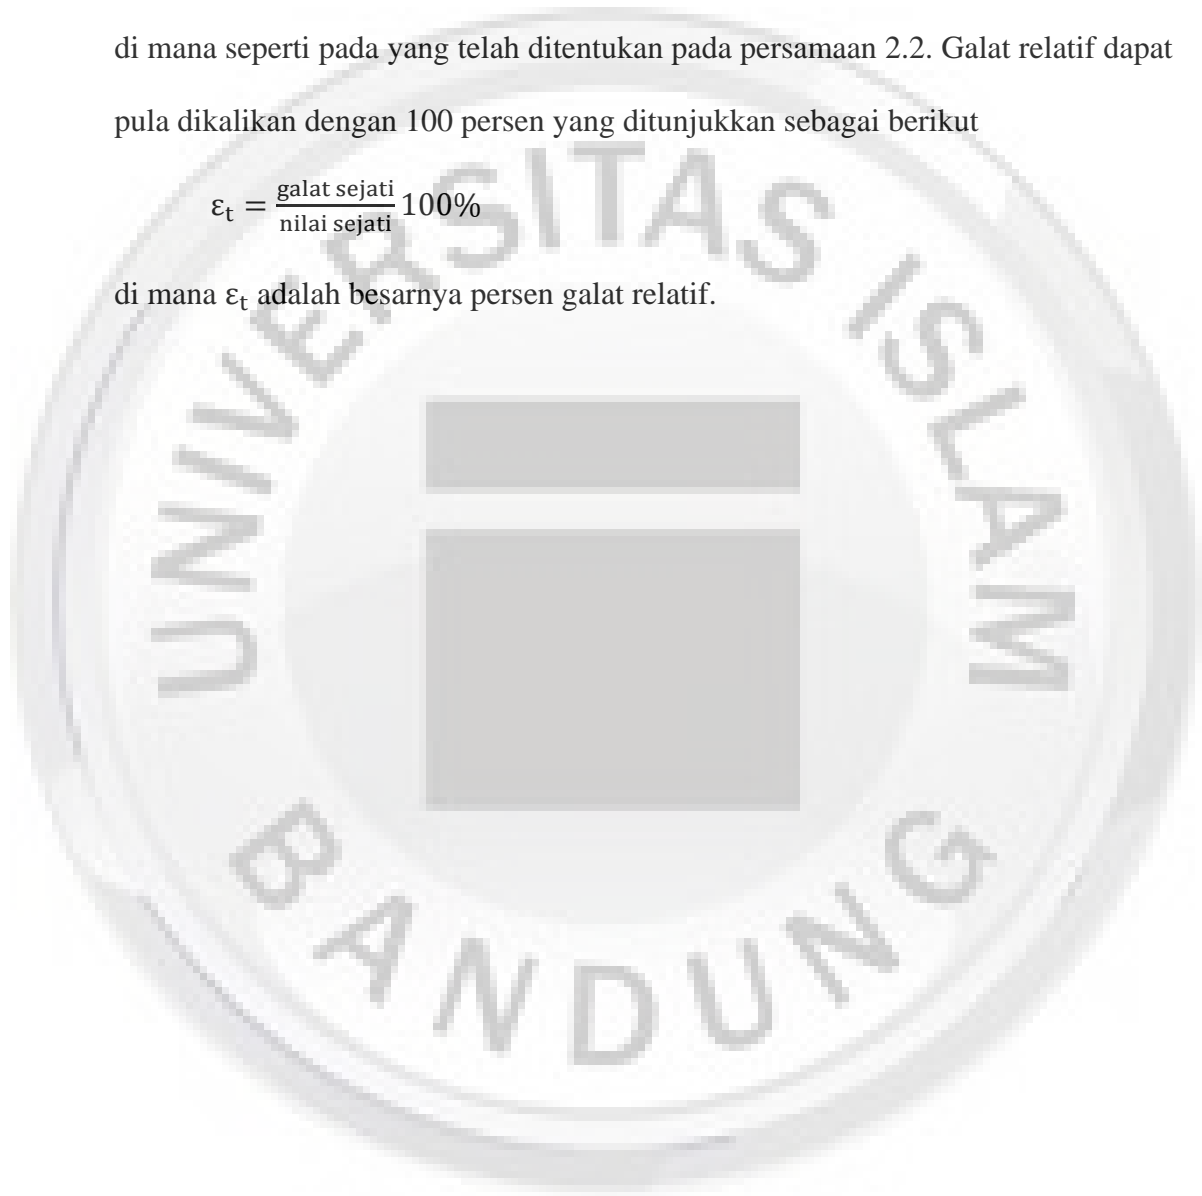 di mana seperti pada yang telah ditentukan pada persamaan 2.2. Galat relatif dapat
pula dikalikan dengan 100 persen yang ditunjukkan sebagai berikut
εt = galat sejati / nilai sejati 100%
di mana εt adalah besarnya persen galat relatif.
UNIVERSITAS ISLAM
BANDUNG